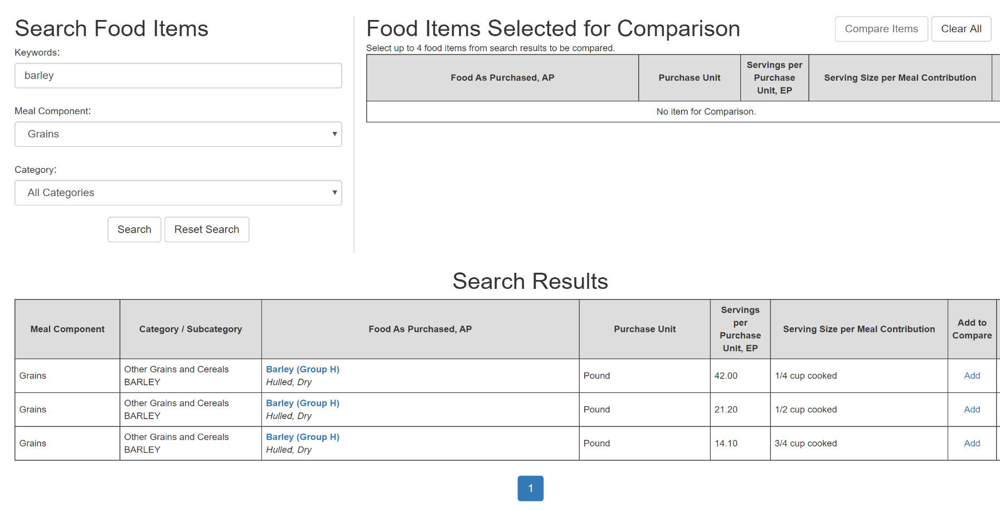 Search Food Items
Keywords:
barley
Meal Component:
Grains
Category:
All Categories
Search
Reset Search
Food Items Selected for Comparison
Compare Items
Clear All
Select up to 4 food items from search results to be compared.
Food As Purchased, AP
Purchase Unit
Servings per
Purchase
Unit, EP
Serving Size per Meal Contribution
No item for Comparison.
Search Results
Meal Component
Category / Subcategory
Food As Purchased, AP
Purchase Unit
Servings
per
Purchase
Unit, EP
Serving Size per Meal Contribution
Add to
Compare
Grains
Other Grains and Cereals
BARLEY
Barley (Group H)
Hulled, Dry
Pound
42.00
1/4 cup cooked
Add
Grains
Other Grains and Cereals
BARLEY
Barley (Group H)
Hulled, Dry
Pound
21.20
1/2 cup cooked
Add
Grains
Other Grains and Cereals
BARLEY
Barley (Group H)
Hulled, Dry
Pound
14.10
3/4 cup cooked
Add
1